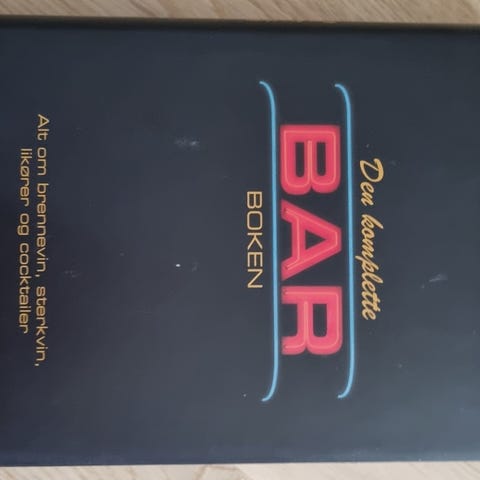 Den komplette
BAR
BOKEN
Alt om brennevin, sterkvin,
likører og cocktailer